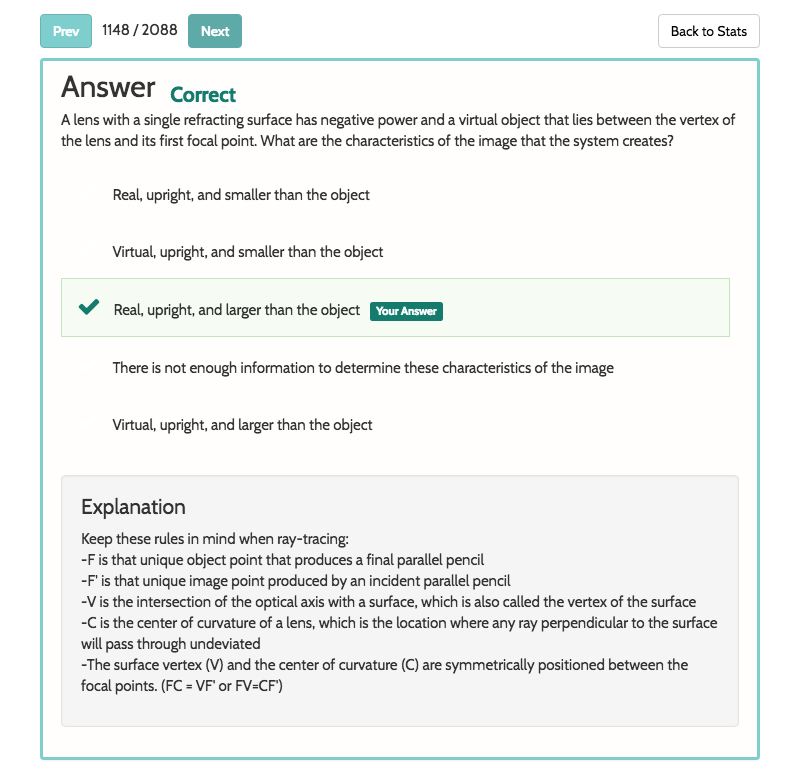 Prev 1148 / 2088 Next Back to Stats
Answer Correct
A lens with a single refracting surface has negative power and a virtual object that lies between the vertex of
the lens and its first focal point. What are the characteristics of the image that the system creates?
Real, upright, and smaller than the object
Virtual, upright, and smaller than the object
Real, upright, and larger than the object Your Answer
There is not enough information to determine these characteristics of the image
Virtual, upright, and larger than the object
Explanation
Keep these rules in mind when ray-tracing:
-F is that unique object point that produces a final parallel pencil
-F' is that unique image point produced by an incident parallel pencil
-V is the intersection of the optical axis with a surface, which is also called the vertex of the surface
-C is the center of curvature of a lens, which is the location where any ray perpendicular to the surface
will pass through undeviated
-The surface vertex (V) and the center of curvature (C) are symmetrically positioned between the
focal points. (FC = VF' or FV=CF')